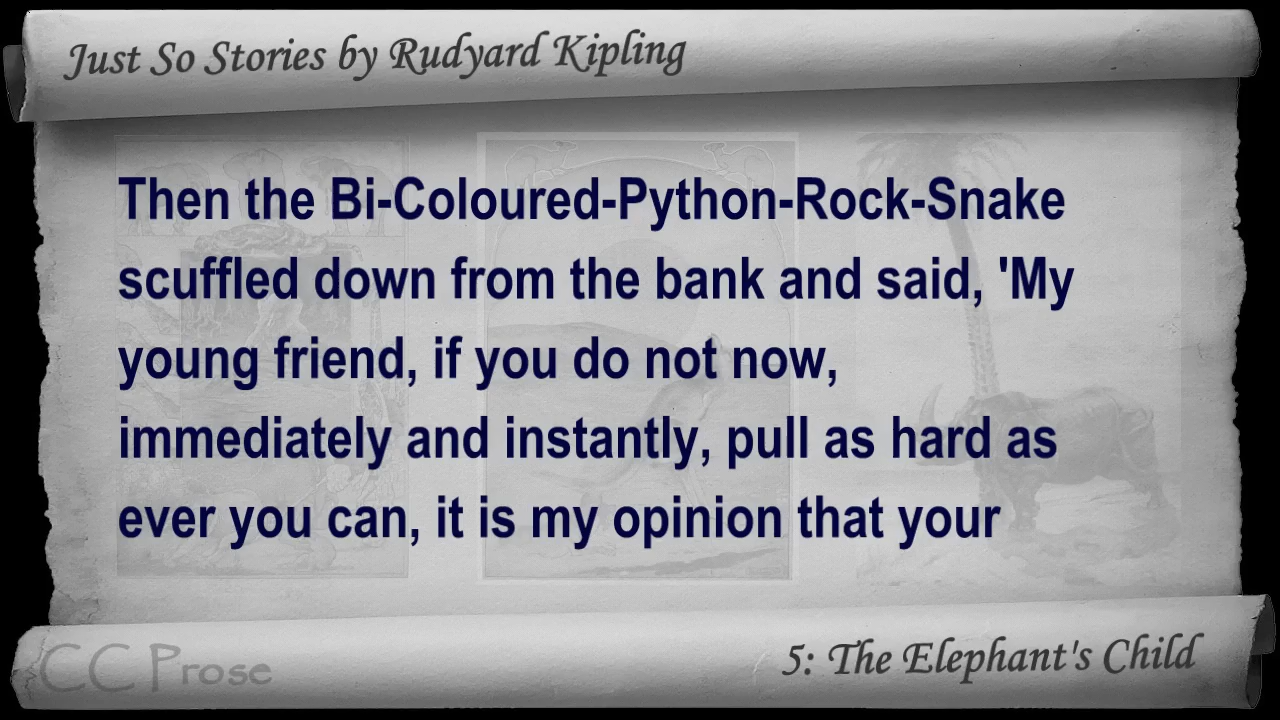 Just So Stories by Rudyard Kipling
Then the Bi-Coloured-Python-Rock-Snake
scuffled down from the bank and said, 'My
young friend, if you do not now,
immediately and instantly, pull as hard as
ever you can, it is my opinion that your
CC Prose
5: The Elephant's Child